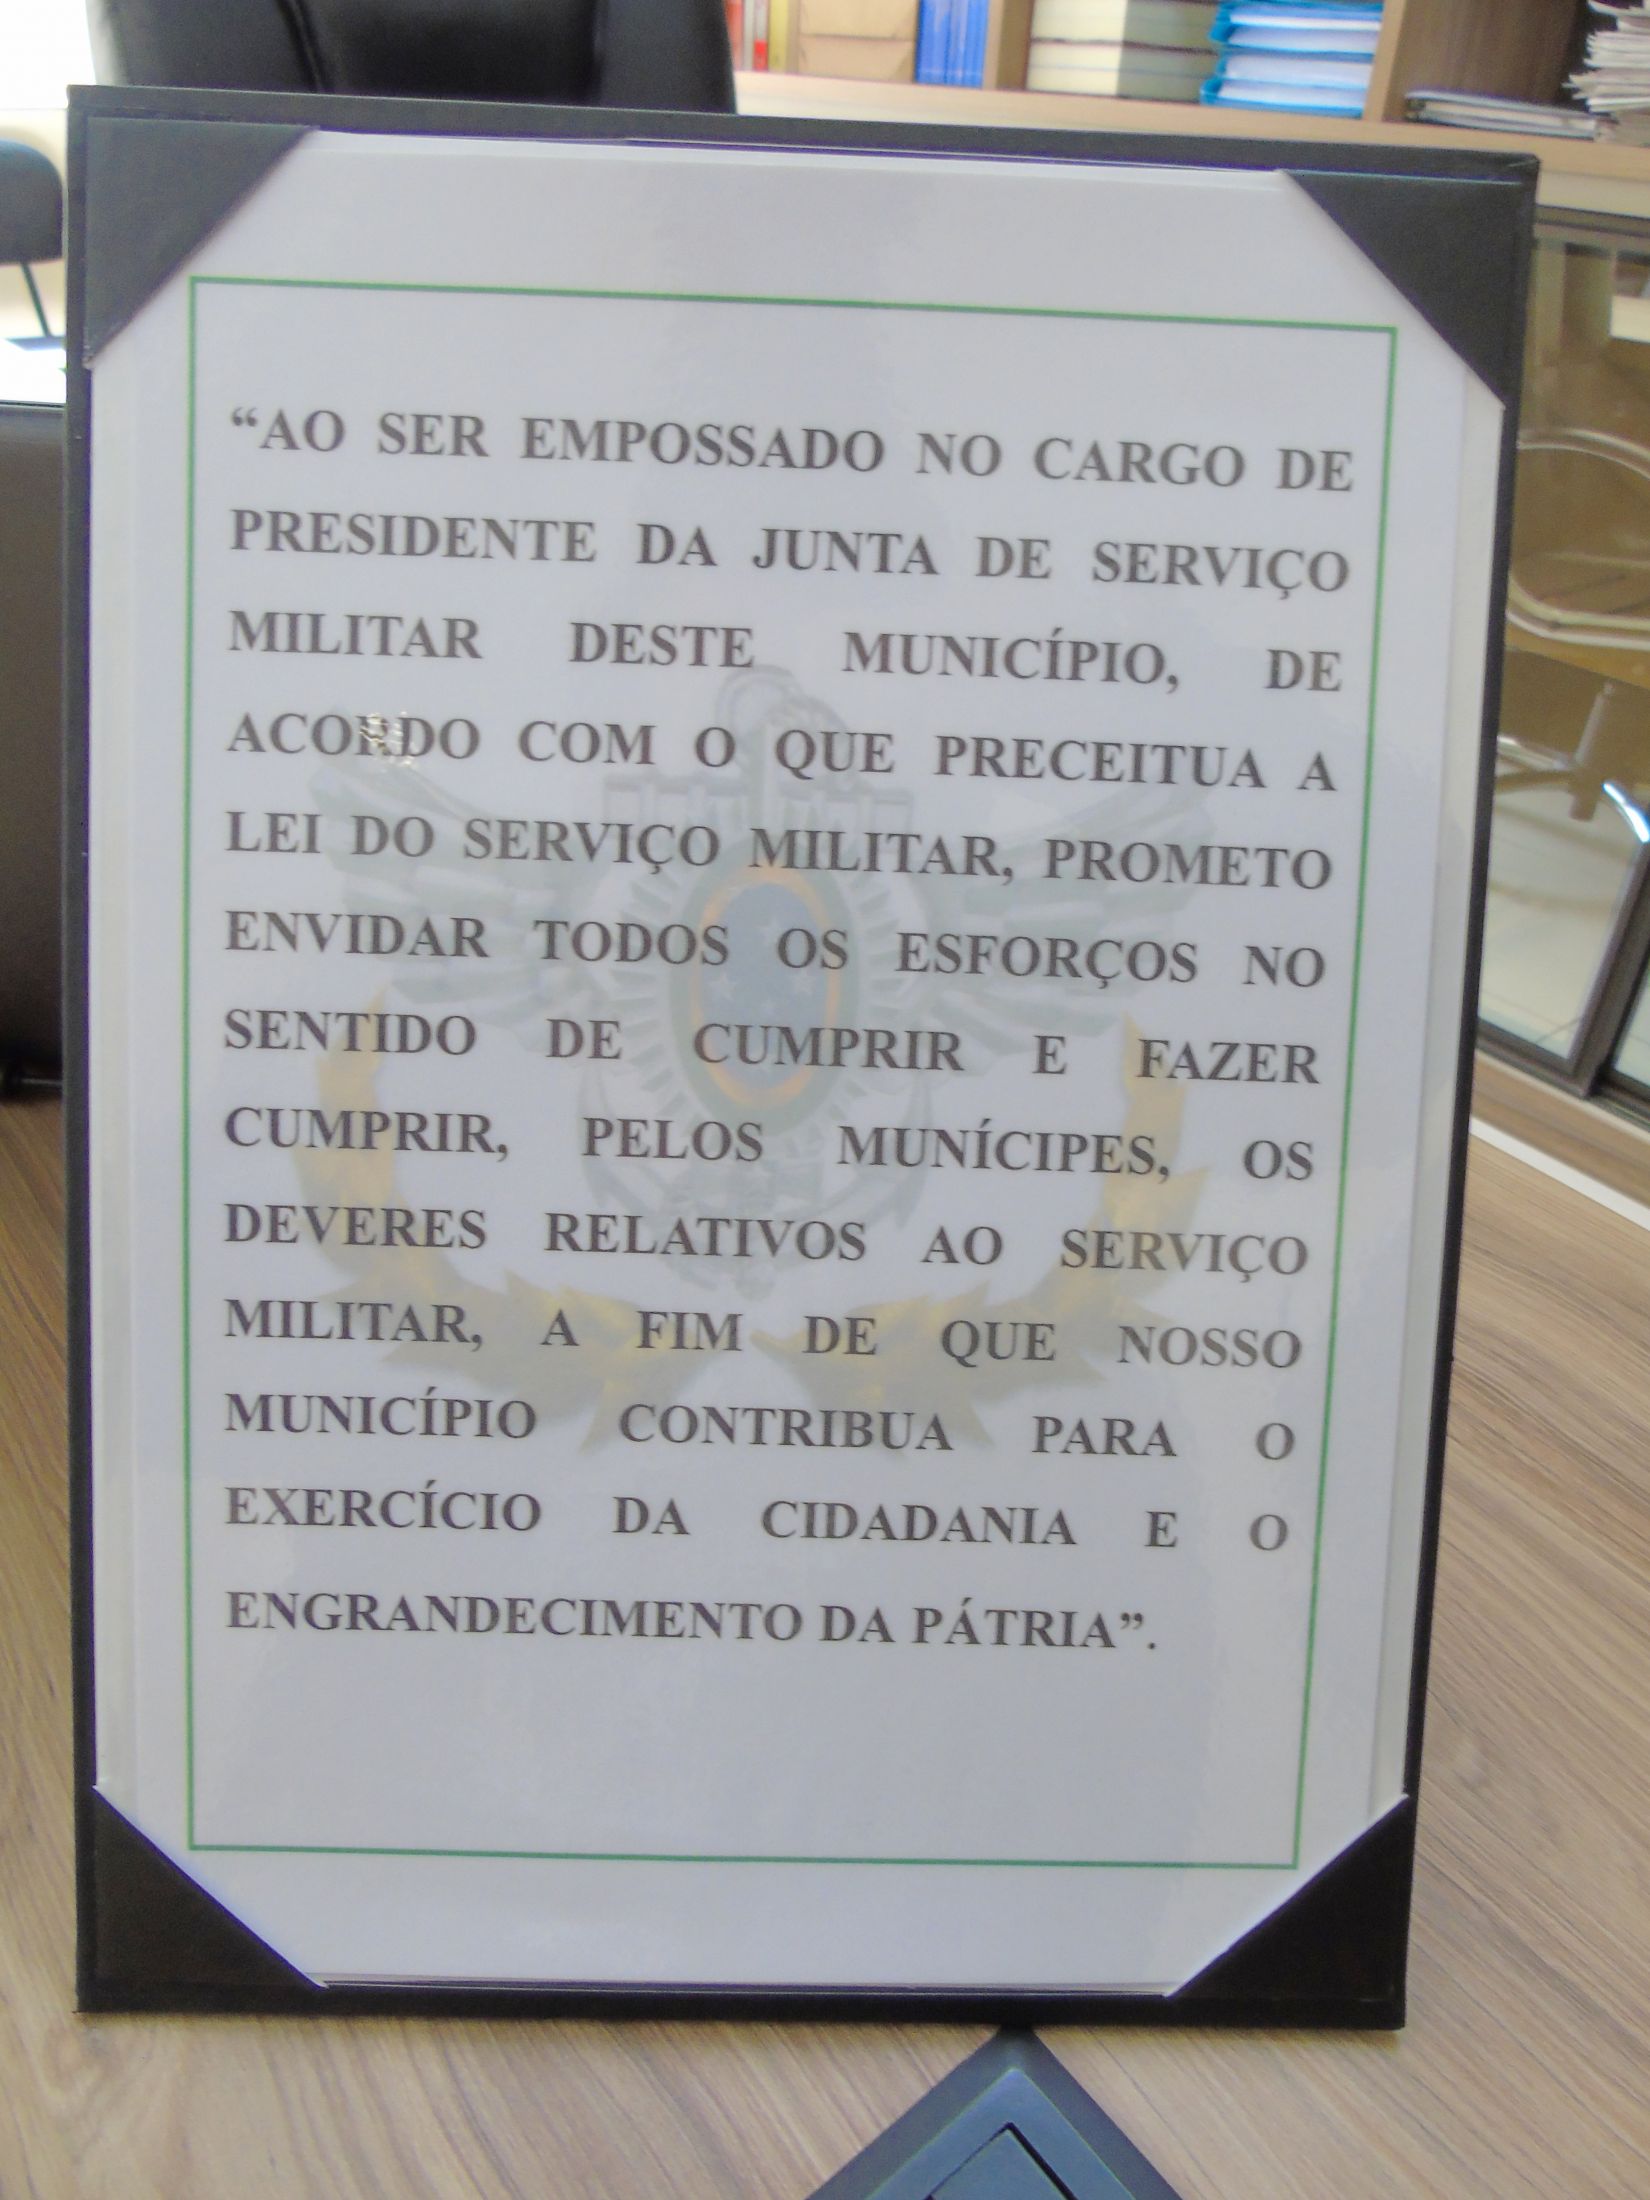 “AO SER EMPOSSADO NO CARGO DE
PRESIDENTE DA JUNTA DE SERVIÇO
MILITAR DESTE MUNICÍPIO, DE
ACORDO COM O QUE PRECEITUA A
LEI DO SERVIÇO MILITAR, PROMETO
ENVIDAR TODOS OS ESFORÇOS NO
SENTIDO DE CUMPRIR E FAZER
CUMPRIR, PELOS MUNÍCIPES, OS
DEVERES RELATIVOS AO SERVIÇO
MILITAR, A FIM DE QUE NOSSO
MUNICÍPIO CONTRIBUA PARA O
EXERCÍCIO DA CIDADANIA E O
ENGRANDECIMENTO DA PÁTRIA”.